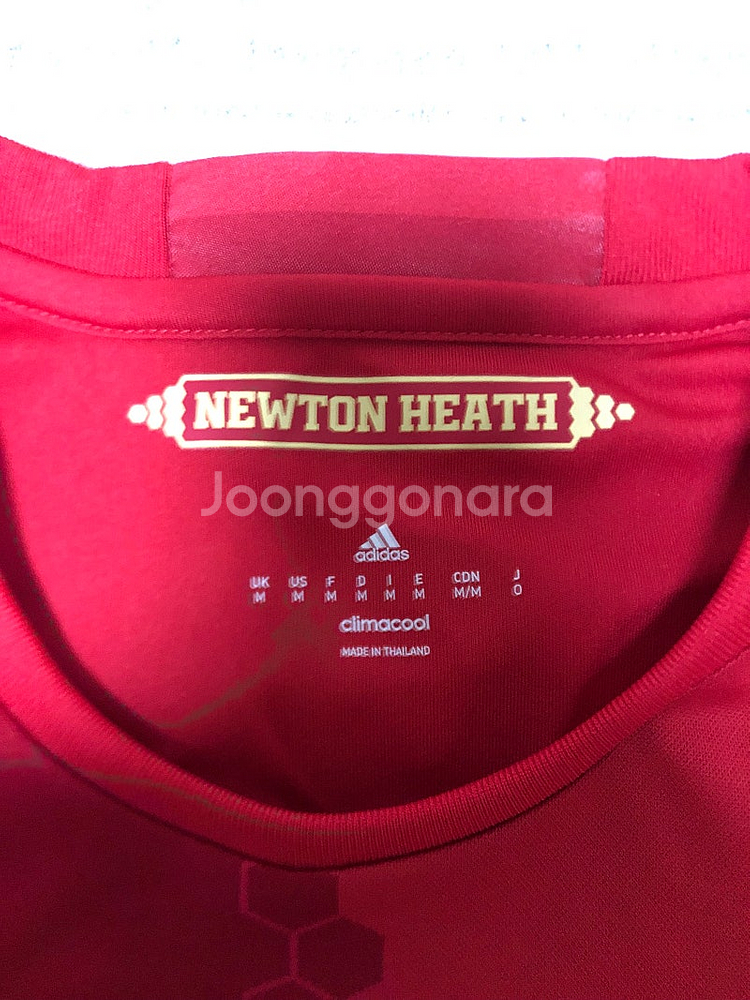 NEWTON HEATH
Joonggonara
adidas
UK US F D I E CDN J
M M M M M M M/M O
climacool
MADE IN THAILAND